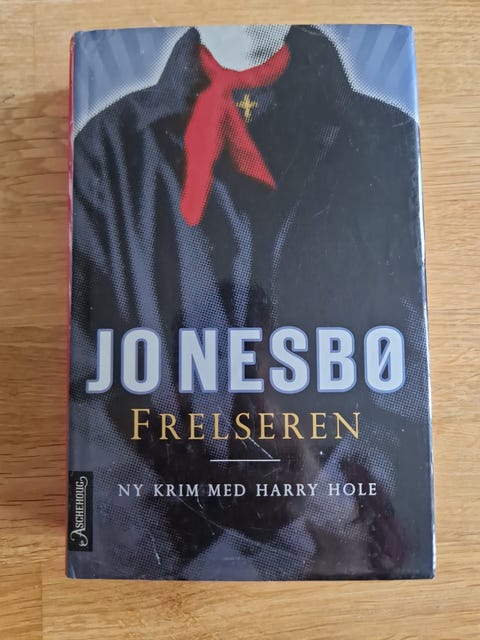 JO NESBØ
FRELSEREN
NY KRIM MED HARRY HOLE
ASCHEHOUG